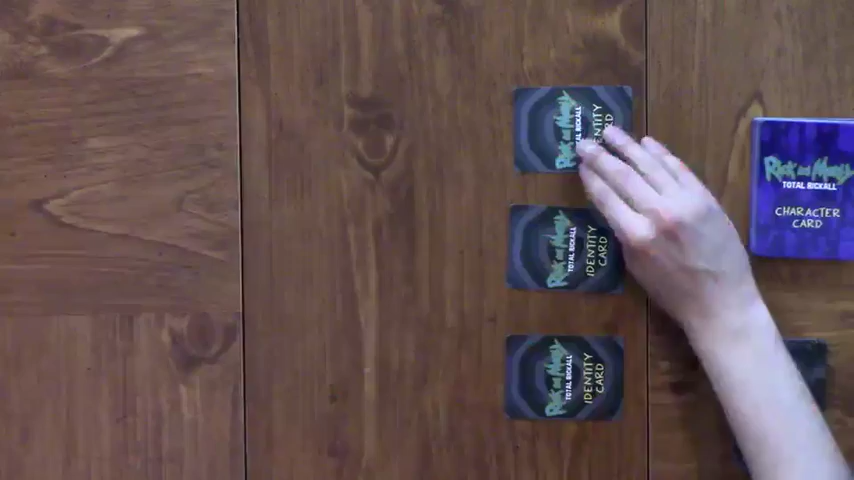 Rick and Morty
TOTAL RICKALL
IDENTITY
CARD
Rick and Morty
TOTAL RICKALL
IDENTITY
CARD
Rick and Morty
TOTAL RICKALL
IDENTITY
CARD
Rick and Morty
TOTAL RICKALL
CHARACTER
CARD